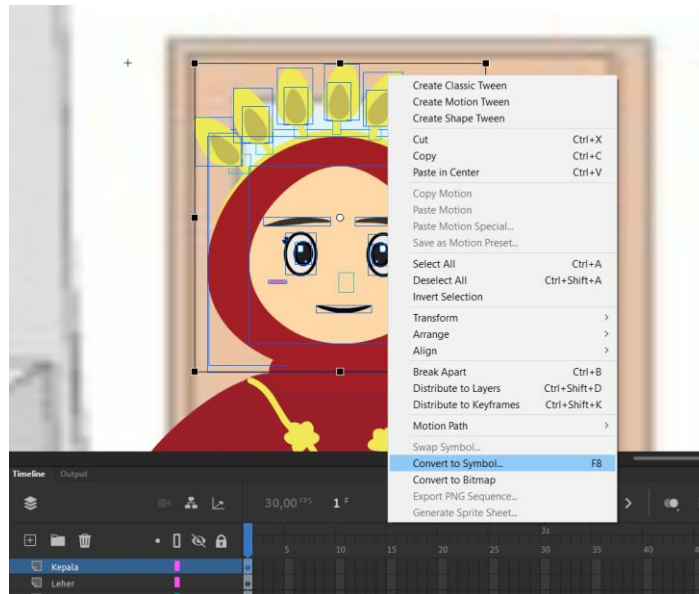 Create Classic Tween
Create Motion Tween
Create Shape Tween
Cut Ctrl+X
Copy Ctrl+C
Paste in Center Ctrl+V
Copy Motion
Paste Motion
Paste Motion Special...
Save as Motion Preset...
Select All Ctrl+A
Deselect All Ctrl+Shift+A
Invert Selection
Transform
Arrange
Align
Break Apart Ctrl+B
Distribute to Layers Ctrl+Shift+D
Distribute to Keyframes Ctrl+Shift+K
Motion Path
Swap Symbol...
Convert to Symbol... F8
Convert to Bitmap
Export PNG Sequence...
Generate Sprite Sheet...
Timeline Output
30,00 FPS 1 F
1s
5 10 15 20 25 30 35 40
Kepala
Leher